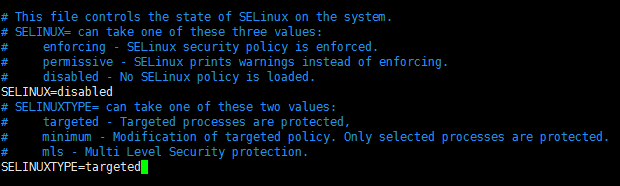 # This file controls the state of SELinux on the system.
# SELINUX= can take one of these three values:
#     enforcing - SELinux security policy is enforced.
#     permissive - SELinux prints warnings instead of enforcing.
#     disabled - No SELinux policy is loaded.
SELINUX=disabled
# SELINUXTYPE= can take one of these two values:
#     targeted - Targeted processes are protected,
#     minimum - Modification of targeted policy. Only selected processes are protected.
#     mls - Multi Level Security protection.
SELINUXTYPE=targeted